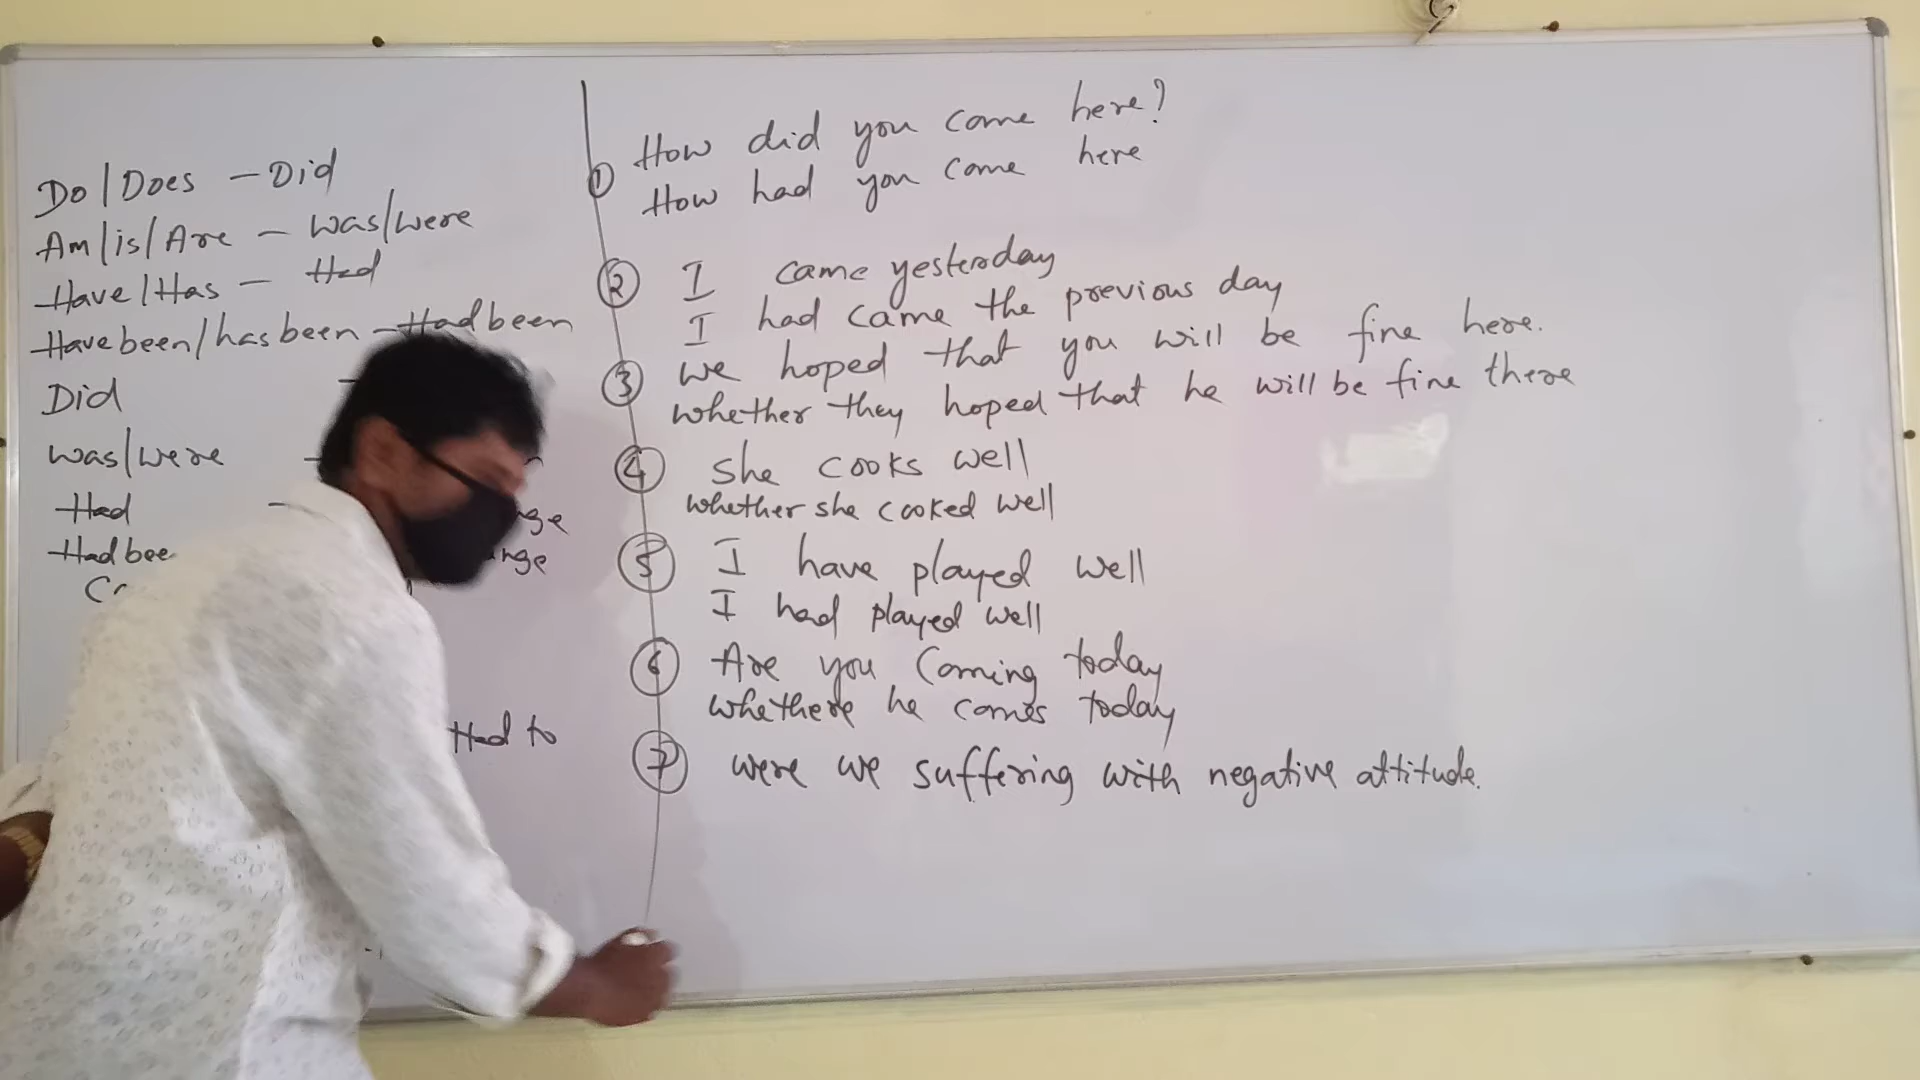 Do/Does - Did
Am/is/Are - was/were
Have/Has - Had
Have been/has been - Had been
Did
was/were
Had
Had bee
Had to
① How did you come here?
How had you come here
② I came yesterday
I had came the previous day
③ we hoped that you will be fine here.
whether they hoped that he will be fine there
④ she cooks well
whether she cooked well
⑤ I have played well
I had played well
⑥ Are you Coming today
whethere he comes today
⑦ were we suffering with negative attitude.